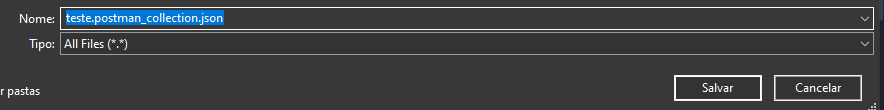 Nome: teste.postman_collection.json
Tipo: All Files (*.*)
r pastas Salvar Cancelar